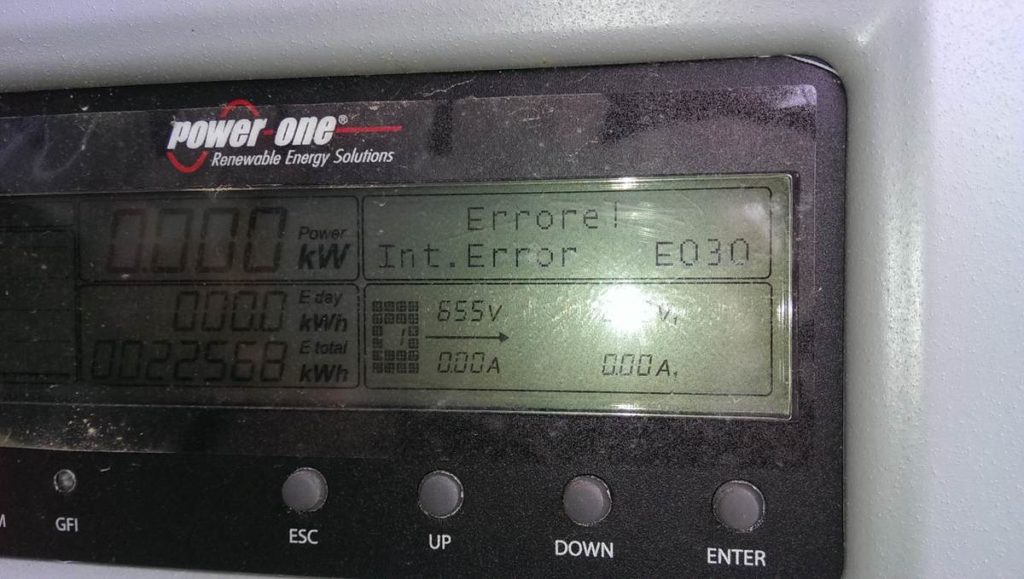 power-one®
Renewable Energy Solutions
0.000 Power kW
Errore!
Int.Error E030
000.0 E day kWh
0022568 E total kWh
1
655V
V,
0.00A
0.00A,
M
GFI
ESC
UP
DOWN
ENTER